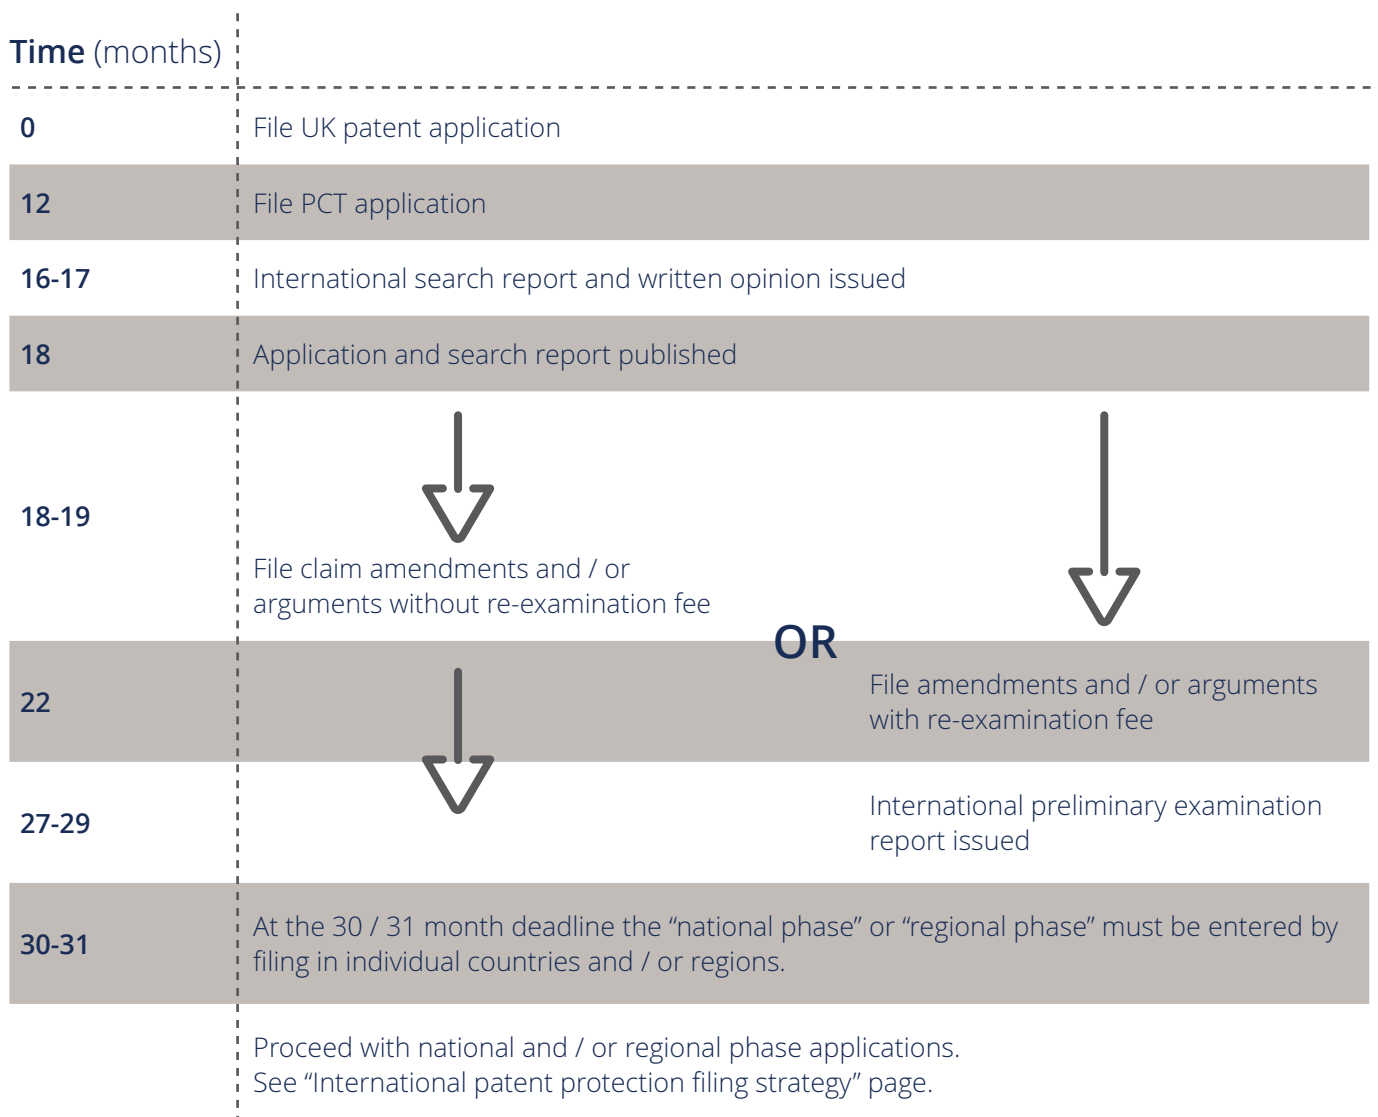 Time (months)
0
File UK patent application
12
File PCT application
16-17
International search report and written opinion issued
18
Application and search report published
18-19
File claim amendments and / or
arguments without re-examination fee
OR
22
File amendments and / or arguments
with re-examination fee
27-29
International preliminary examination
report issued
30-31
At the 30 / 31 month deadline the “national phase” or “regional phase” must be entered by
filing in individual countries and / or regions.
Proceed with national and / or regional phase applications.
See “International patent protection filing strategy” page.